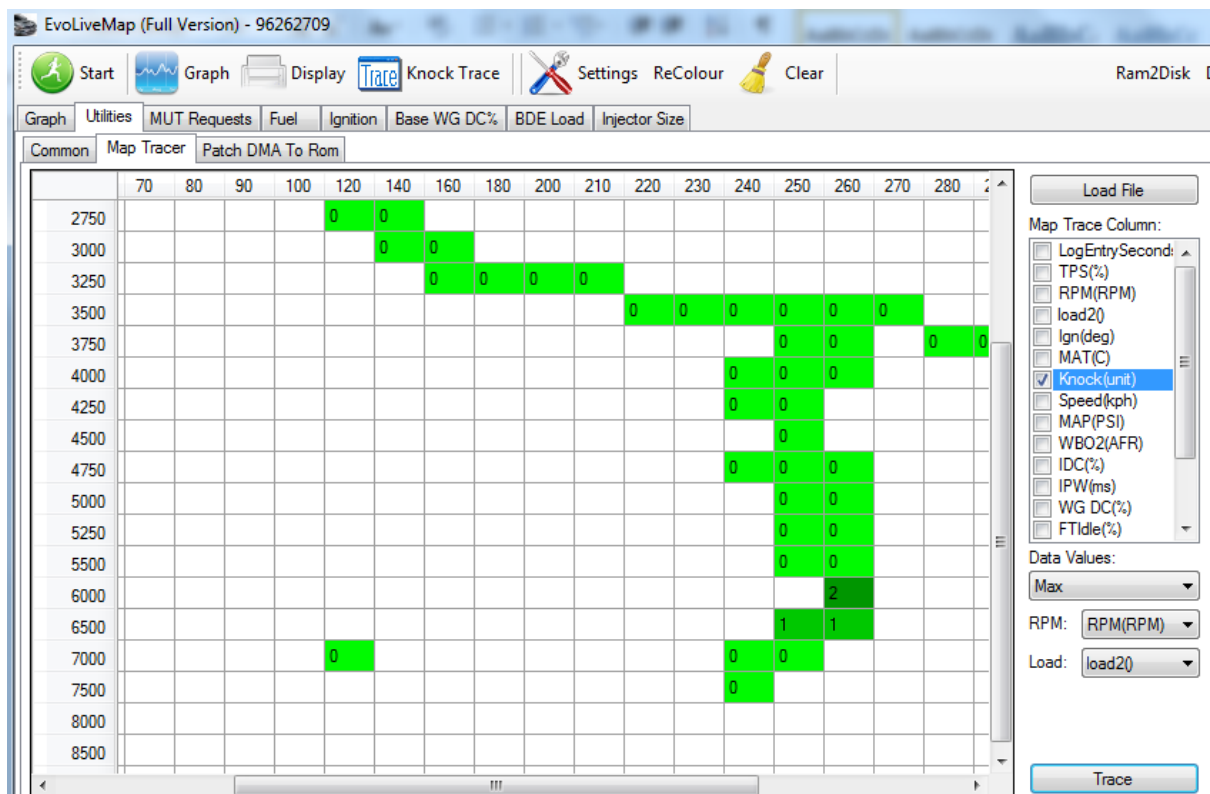 EvoLiveMap (Full Version) - 96262709
Start Graph Display Trace Knock Trace Settings ReColour Clear Ram2Disk
Graph Utilities MUT Requests Fuel Ignition Base WG DC% BDE Load Injector Size
Common Map Tracer Patch DMA To Rom
70 80 90 100 120 140 160 180 200 210 220 230 240 250 260 270 280
2750 0 0
3000 0 0
3250 0 0 0 0
3500 0 0 0 0 0 0
3750 0 0 0 0
4000 0 0 0
4250 0 0
4500 0
4750 0 0 0
5000 0 0
5250 0 0
5500 0 0
6000 2
6500 1 1
7000 0 0 0
7500 0
8000
8500
Load File
Map Trace Column:
LogEntrySeconds
TPS(%)
RPM(RPM)
load2()
Ign(deg)
MAT(C)
Knock(unit)
Speed(kph)
MAP(PSI)
WBO2(AFR)
IDC(%)
IPW(ms)
WG DC(%)
FTIdle(%)
Data Values:
Max
RPM: RPM(RPM)
Load: load2()
Trace